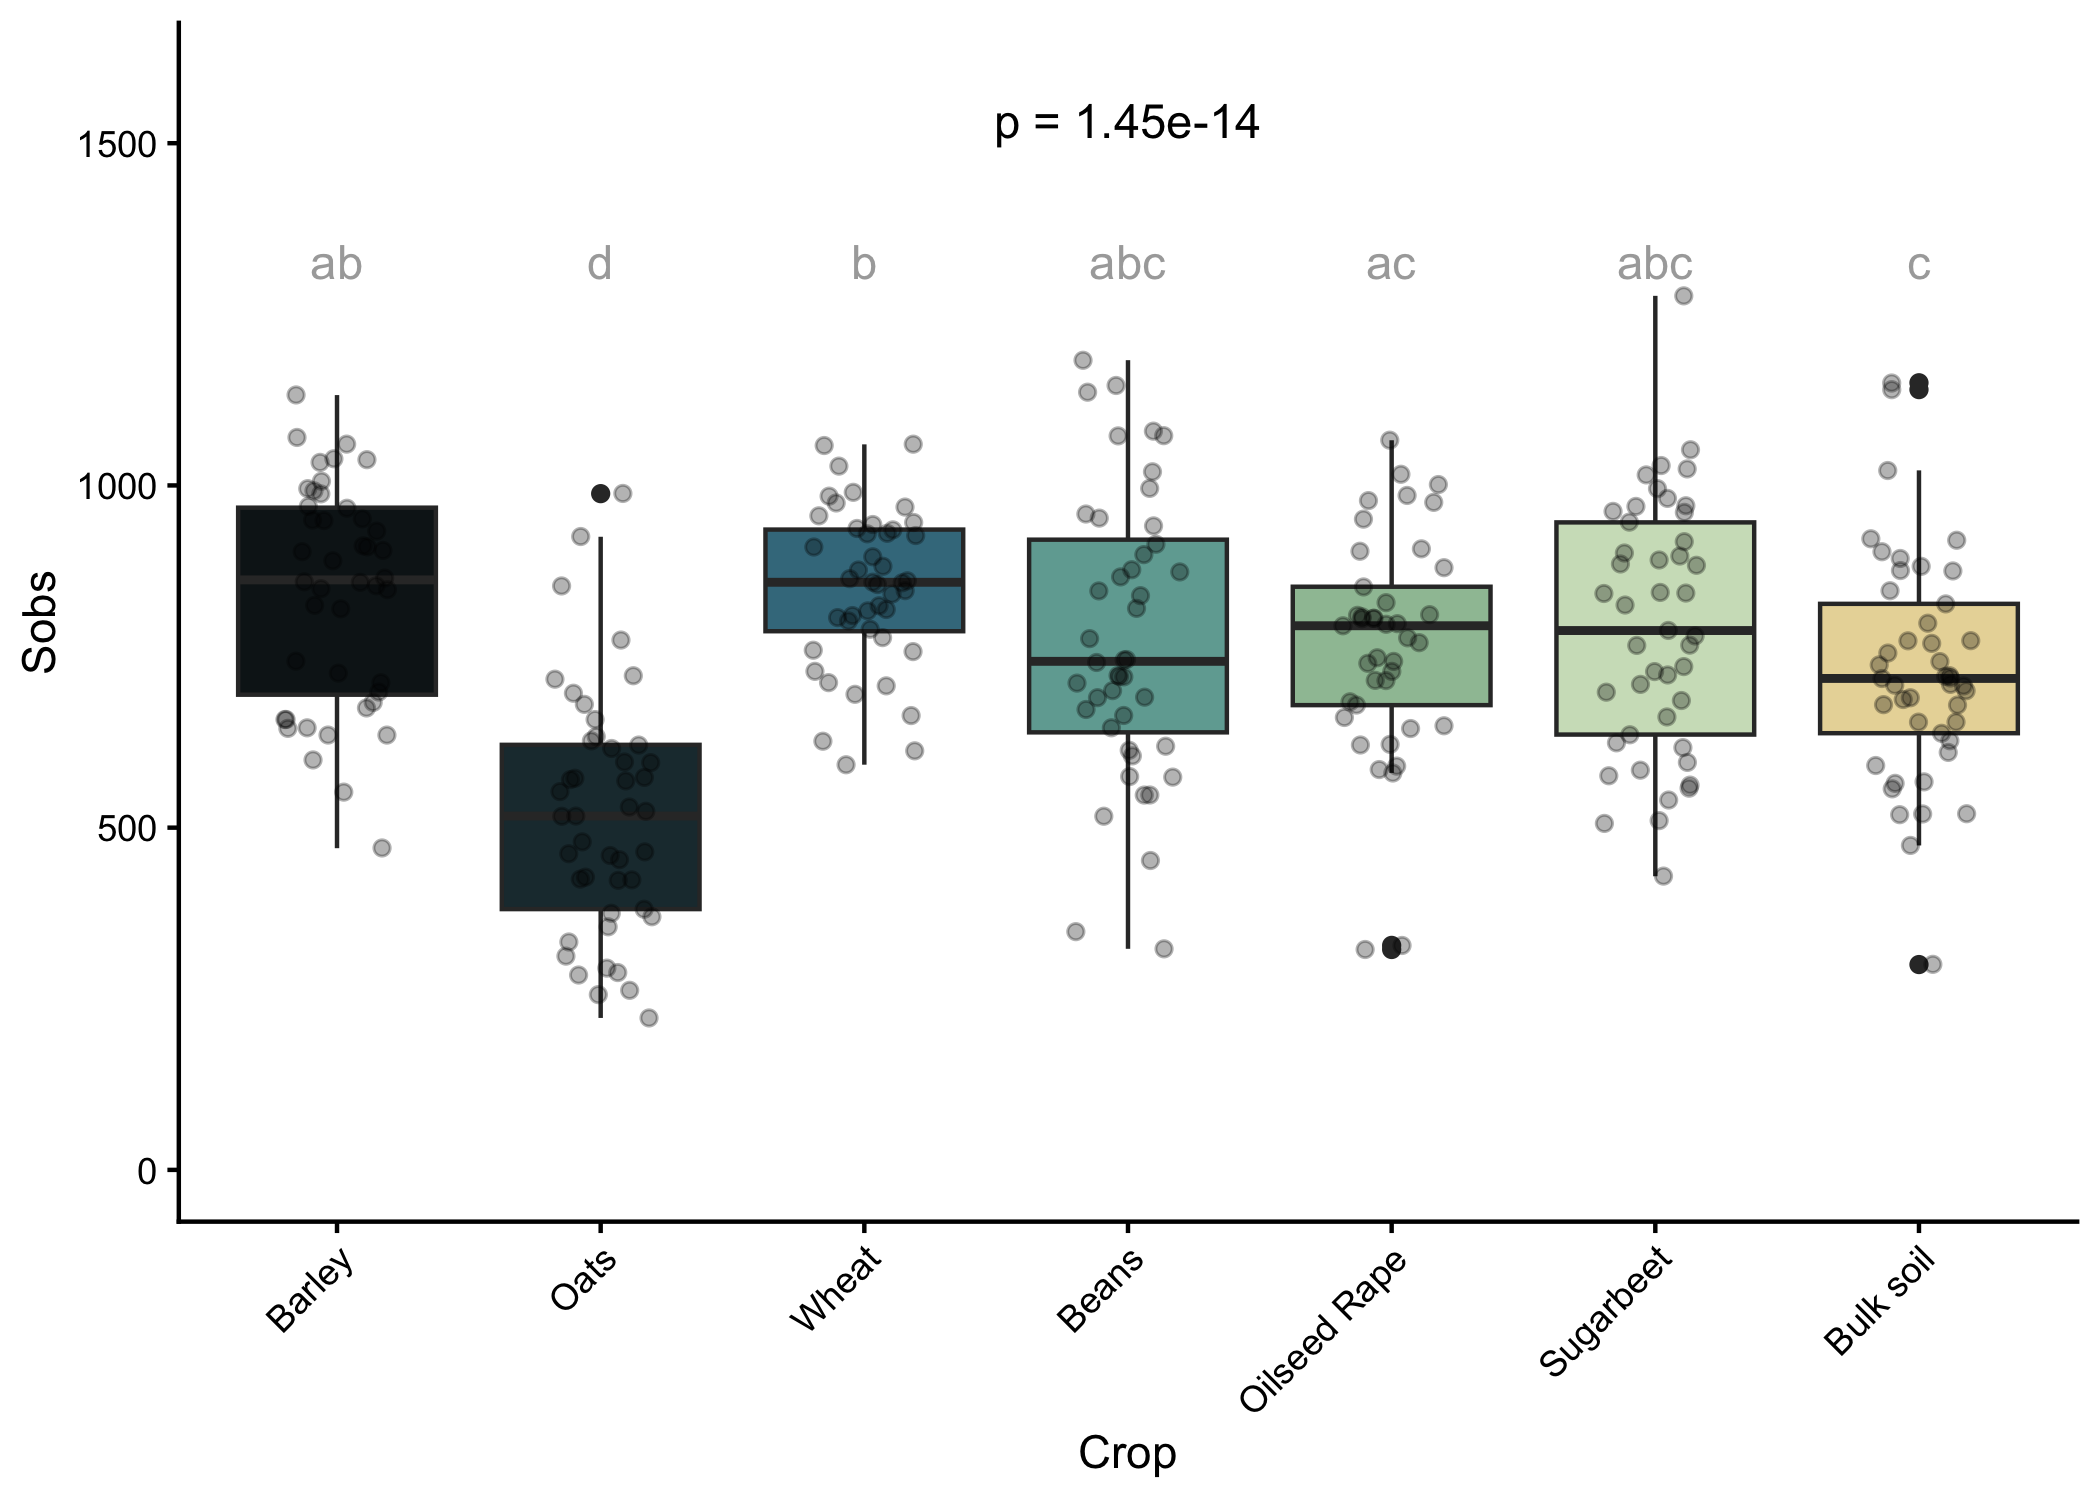 p = 1.45e-14
1500
ab d b abc ac abc c
1000
Sobs
500
0
Barley Oats Wheat Beans Oilseed Rape Sugarbeet Bulk soil
Crop